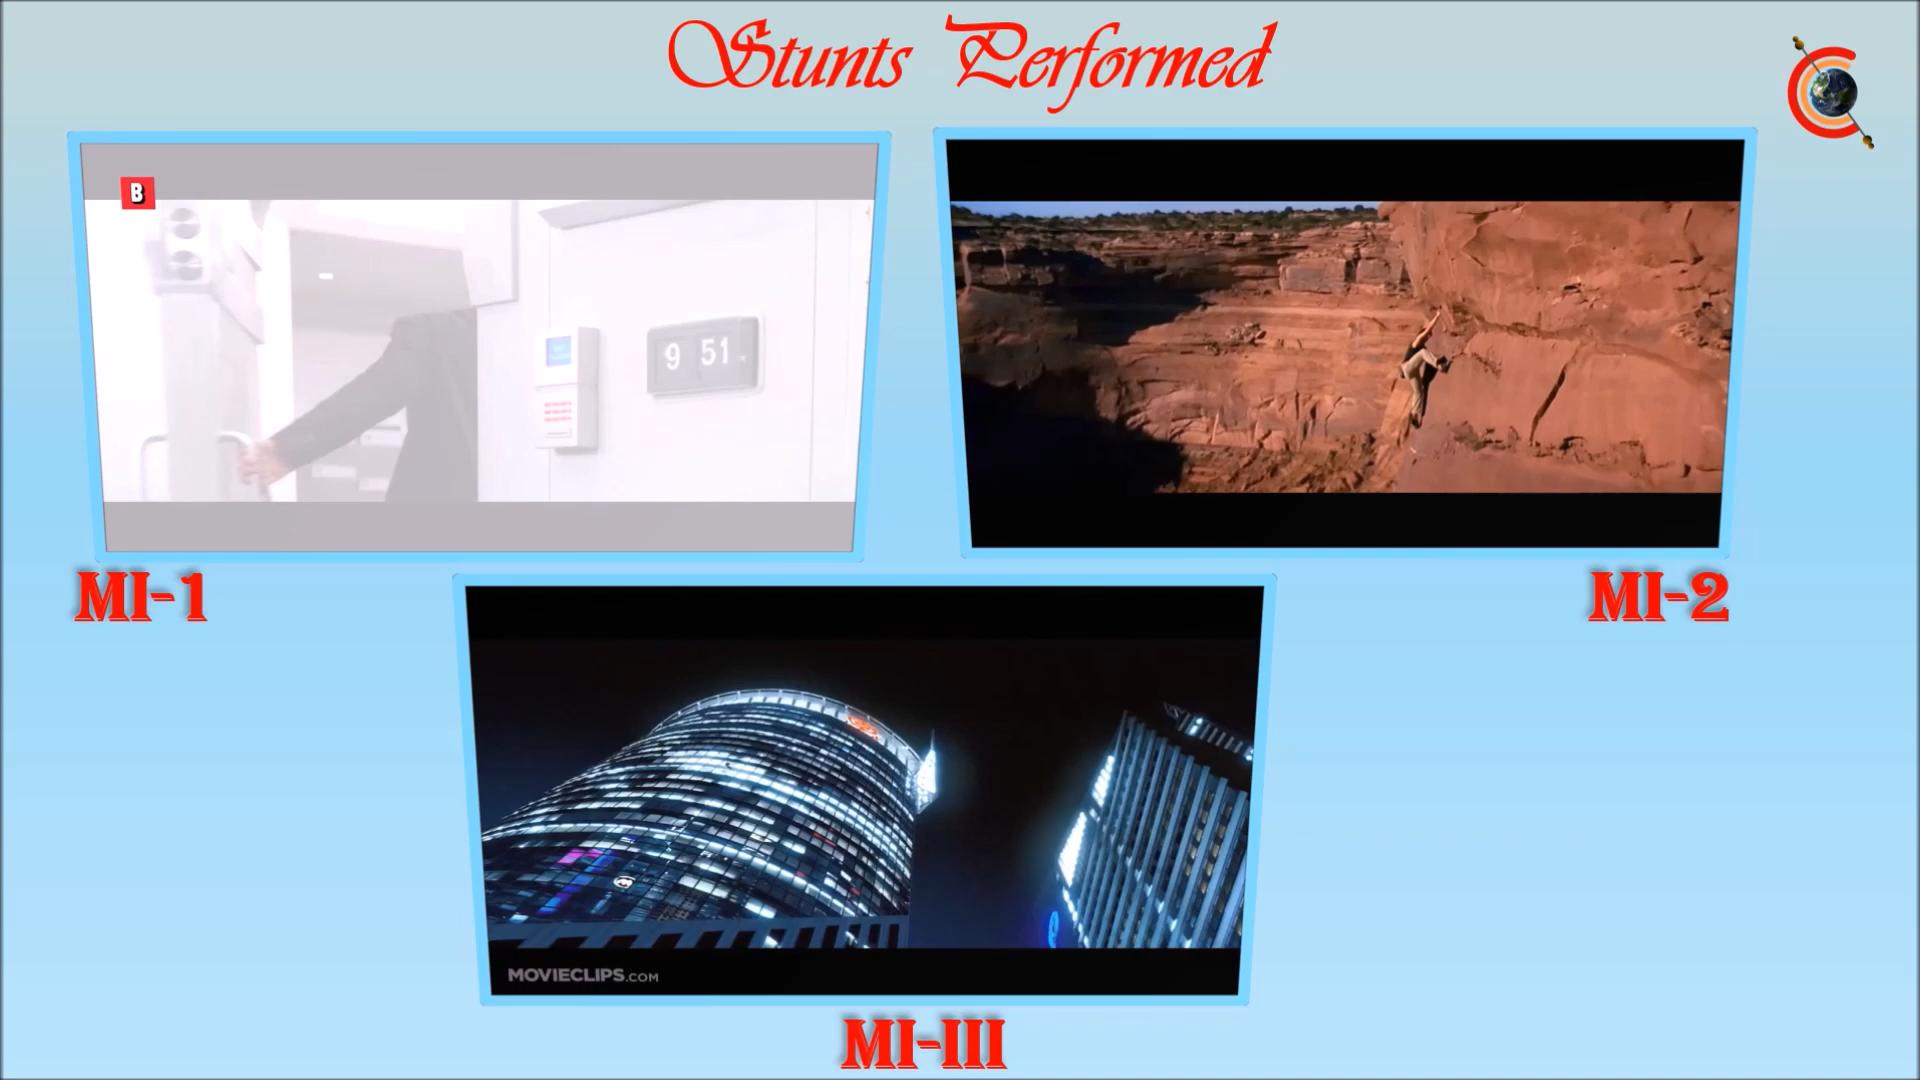 Stunts Performed
B
9 51
MI-1
MI-2
MOVIECLIPS.COM
MI-III